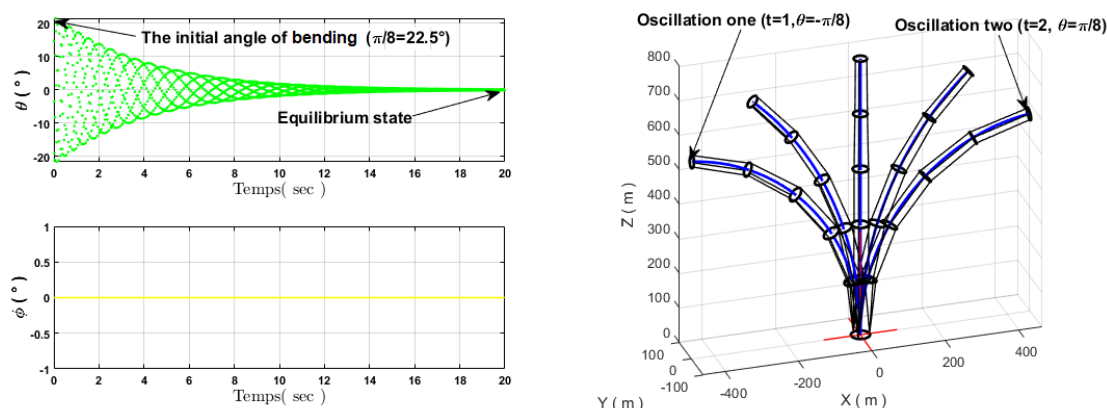 The initial angle of bending (π/8=22.5°)
θ ( ° )
20
10
0
-10
-20
Equilibrium state
0 2 4 6 8 10 12 14 16 18 20
Temps( sec )
ϕ ( ° )
1
0.5
0
-0.5
-1
0 2 4 6 8 10 12 14 16 18 20
Temps( sec )
Oscillation one (t=1,θ=-π/8)
Oscillation two (t=2, θ=π/8)
Z ( m )
800
700
600
500
400
300
200
100
0
100
0
-100
Y ( m )
-400 -200 0 200 400
X ( m )